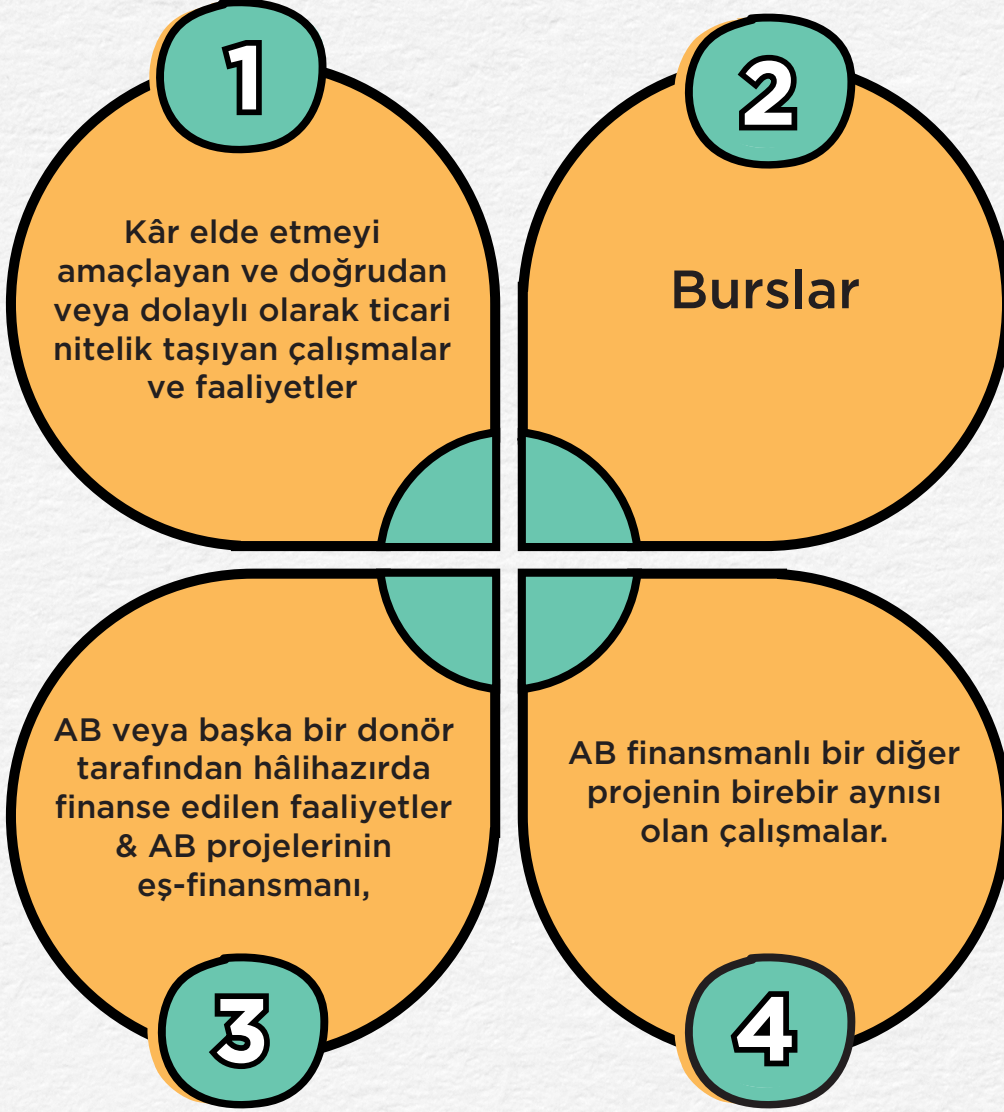 1
Kâr elde etmeyi
amaçlayan ve doğrudan
veya dolaylı olarak ticari
nitelik taşıyan çalışmalar
ve faaliyetler
2
Burslar
AB veya başka bir donör
tarafından hâlihazırda
finanse edilen faaliyetler
& AB projelerinin
eş-finansmanı,
3
AB finansmanlı bir diğer
projenin birebir aynısı
olan çalışmalar.
4